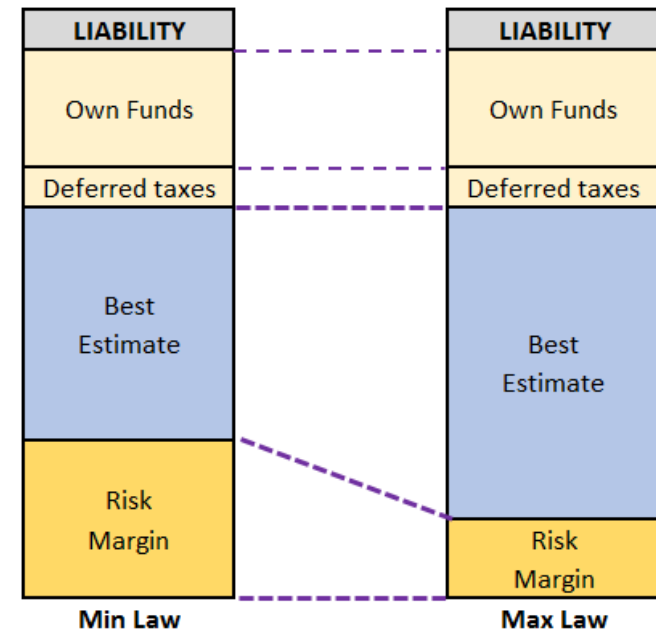 LIABILITY
Own Funds
Deferred taxes
Best
Estimate
Risk
Margin
Min Law
LIABILITY
Own Funds
Deferred taxes
Best
Estimate
Risk
Margin
Max Law